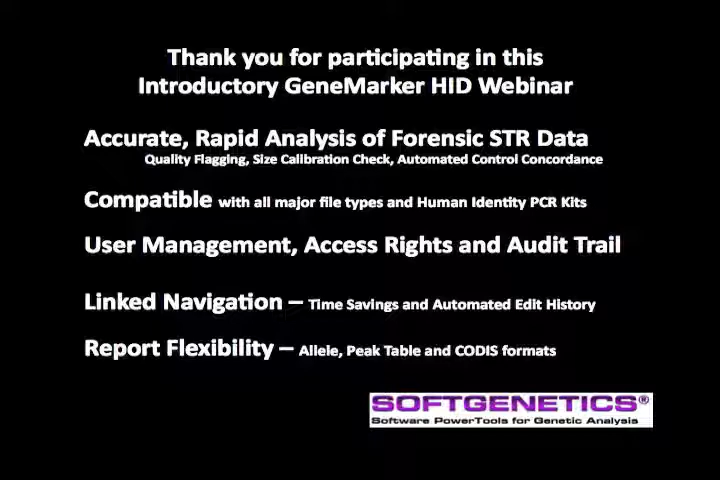 Thank you for participating in this
Introductory GeneMarker HID Webinar
Accurate, Rapid Analysis of Forensic STR Data
Quality Flagging, Size Calibration Check, Automated Control Concordance
Compatible with all major file types and Human Identity PCR Kits
User Management, Access Rights and Audit Trail
Linked Navigation – Time Savings and Automated Edit History
Report Flexibility – Allele, Peak Table and CODIS formats
SOFTGENETICS®
Software PowerTools for Genetic Analysis